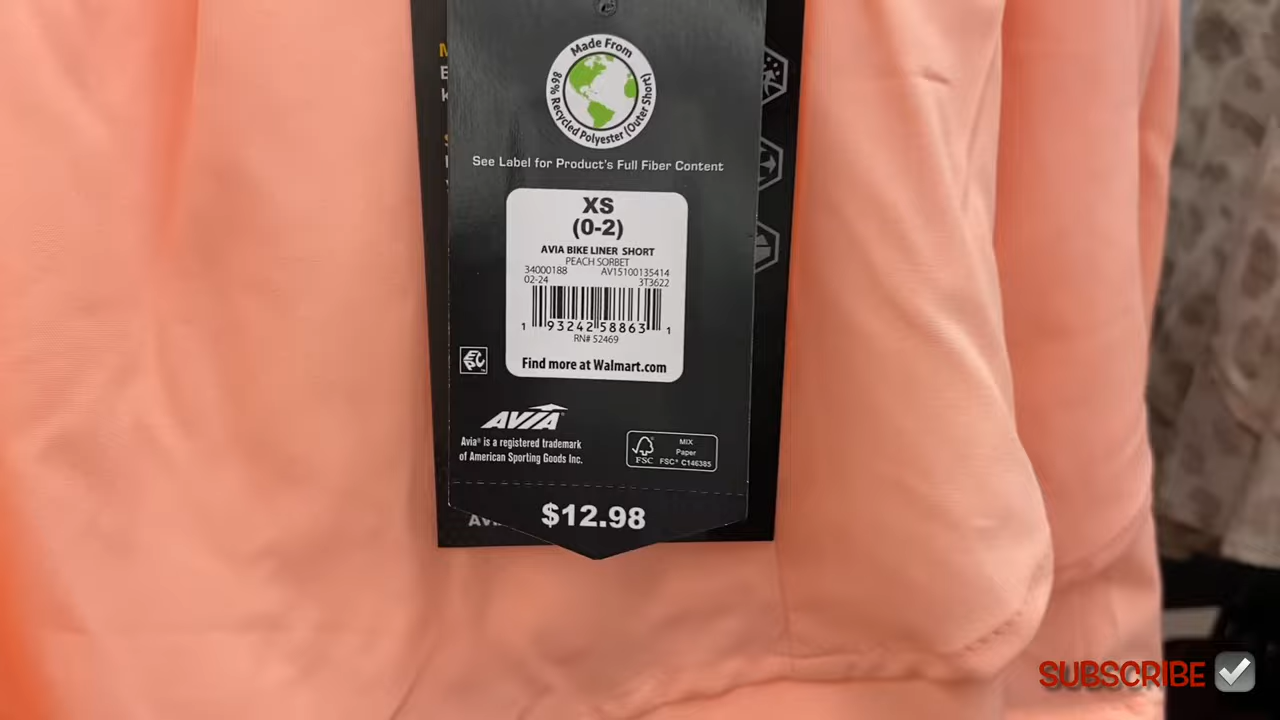 Made From
86% Recycled Polyester (Outer Short)
See Label for Product's Full Fiber Content
XS
(0-2)
AVIA BIKE LINER SHORT
PEACH SORBET
34000188 AV15100135414
02-24 3T3622
1 93242 58863 1
RN# 52469
Find more at Walmart.com
EPC
AVIA®
Avia® is a registered trademark
of American Sporting Goods Inc.
FSC
MIX
Paper
FSC® C146385
$12.98
SUBSCRIBE